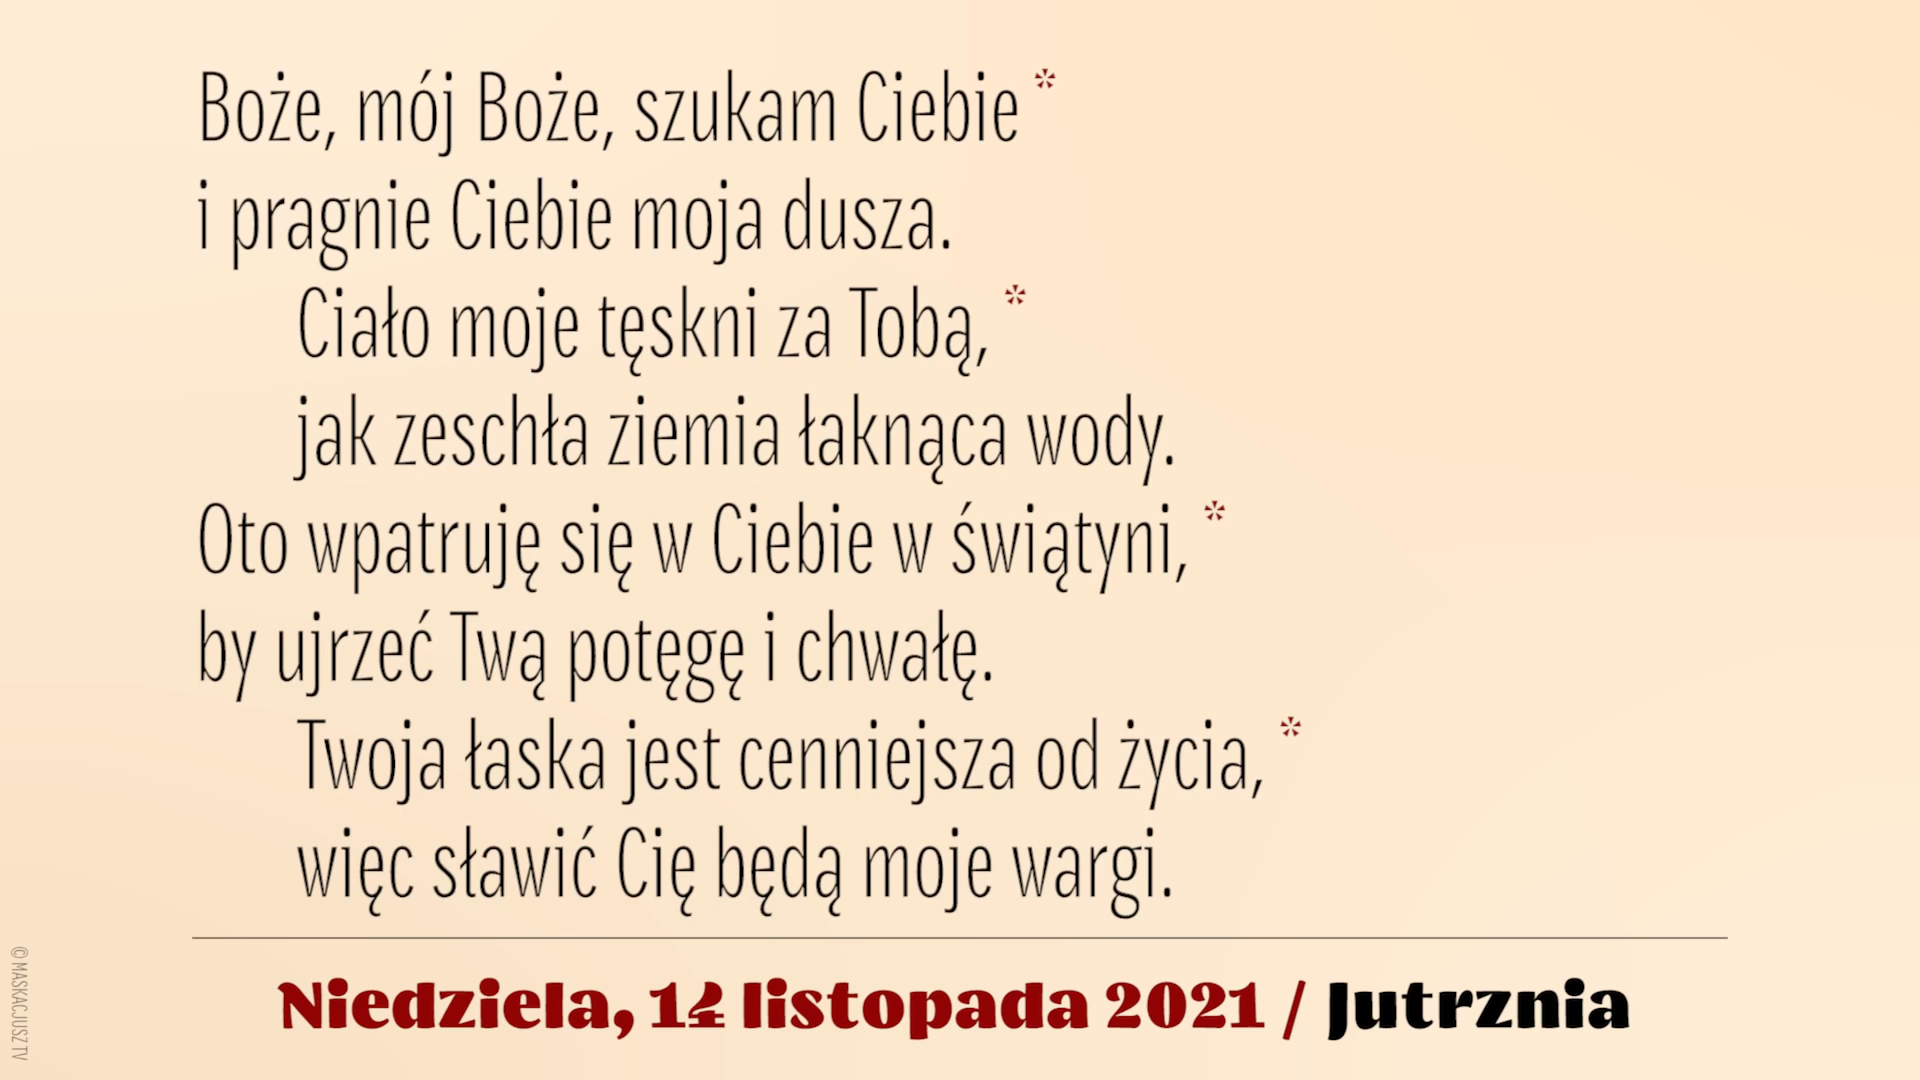 Boże, mój Boże, szukam Ciebie *
i pragnie Ciebie moja dusza.
Ciało moje tęskni za Tobą, *
jak zeschła ziemia łaknąca wody.
Oto wpatruję się w Ciebie w świątyni, *
by ujrzeć Twą potęgę i chwałę.
Twoja łaska jest cenniejsza od życia, *
więc sławić Cię będą moje wargi.
Niedziela, 14 listopada 2021 / Jutrznia
© MASKACJUSZ TV